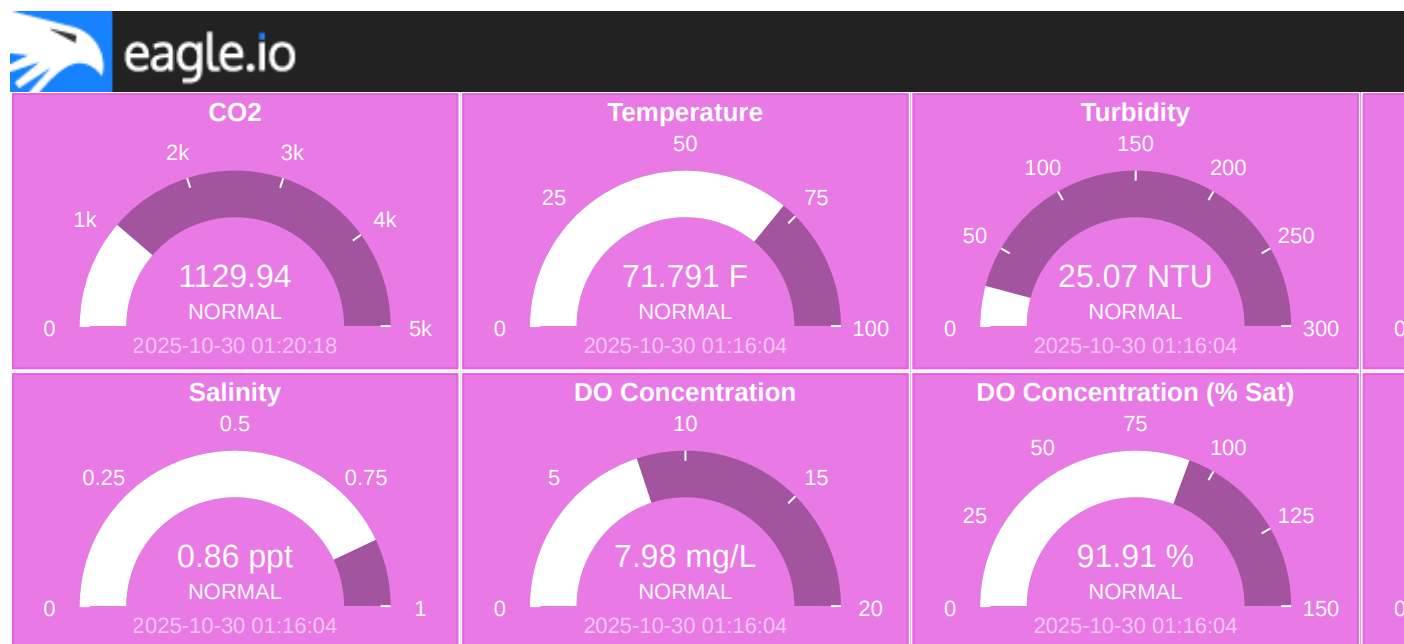 eagle.io
CO2
2k
3k
1k
4k
1129.94
NORMAL
0
5k
2025-10-30 01:20:18
Temperature
50
25
75
71.791 F
NORMAL
0
100
2025-10-30 01:16:04
Turbidity
150
100
200
50
250
25.07 NTU
NORMAL
0
300
2025-10-30 01:16:04
Salinity
0.5
0.25
0.75
0.86 ppt
NORMAL
0
1
2025-10-30 01:16:04
DO Concentration
10
5
15
7.98 mg/L
NORMAL
0
20
2025-10-30 01:16:04
DO Concentration (% Sat)
75
50
100
25
125
91.91 %
NORMAL
0
150
2025-10-30 01:16:04